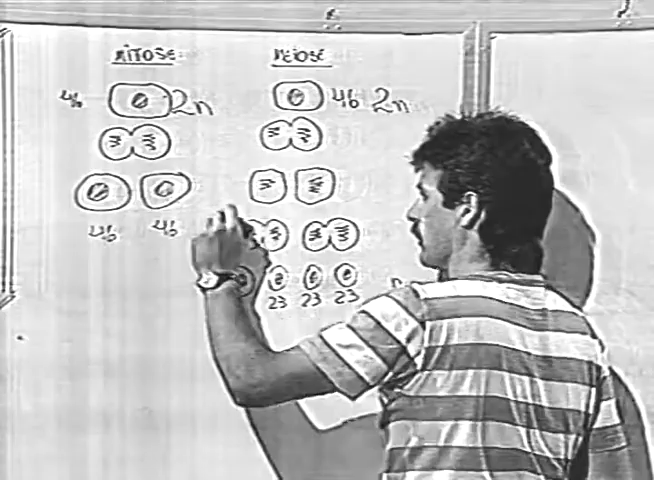 MITOSE
46 2n
46 46
MEIOSE
46 2n
23 23 23